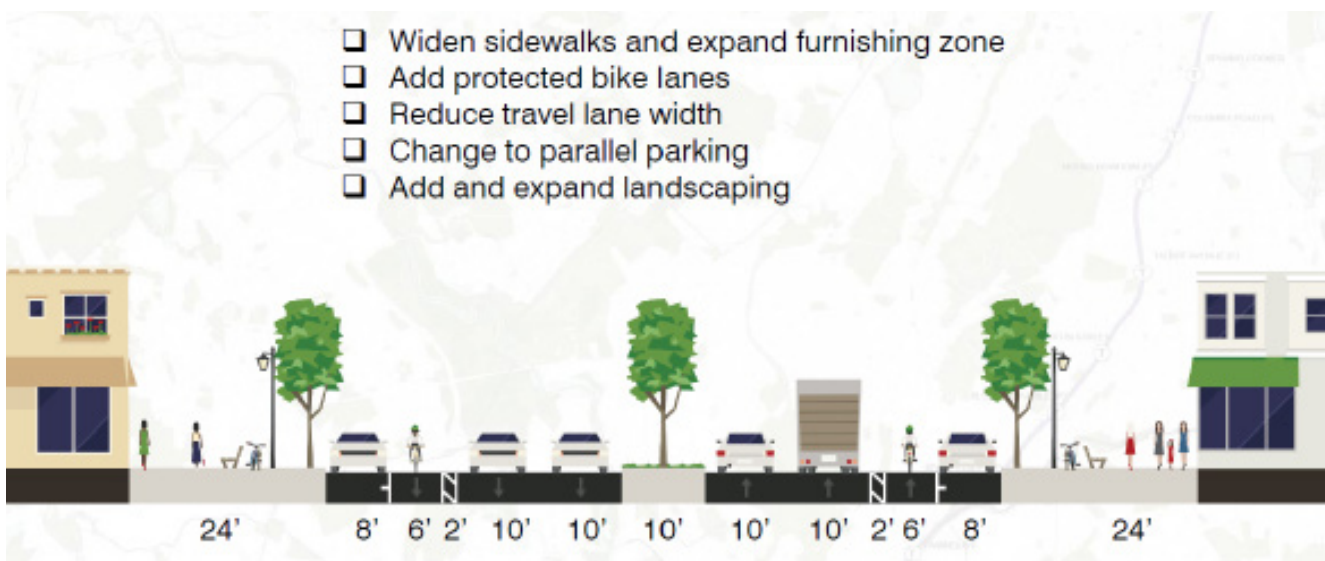 ❑ Widen sidewalks and expand furnishing zone
❑ Add protected bike lanes
❑ Reduce travel lane width
❑ Change to parallel parking
❑ Add and expand landscaping
24' 8' 6' 2' 10' 10' 10' 10' 10' 2' 6' 8' 24'